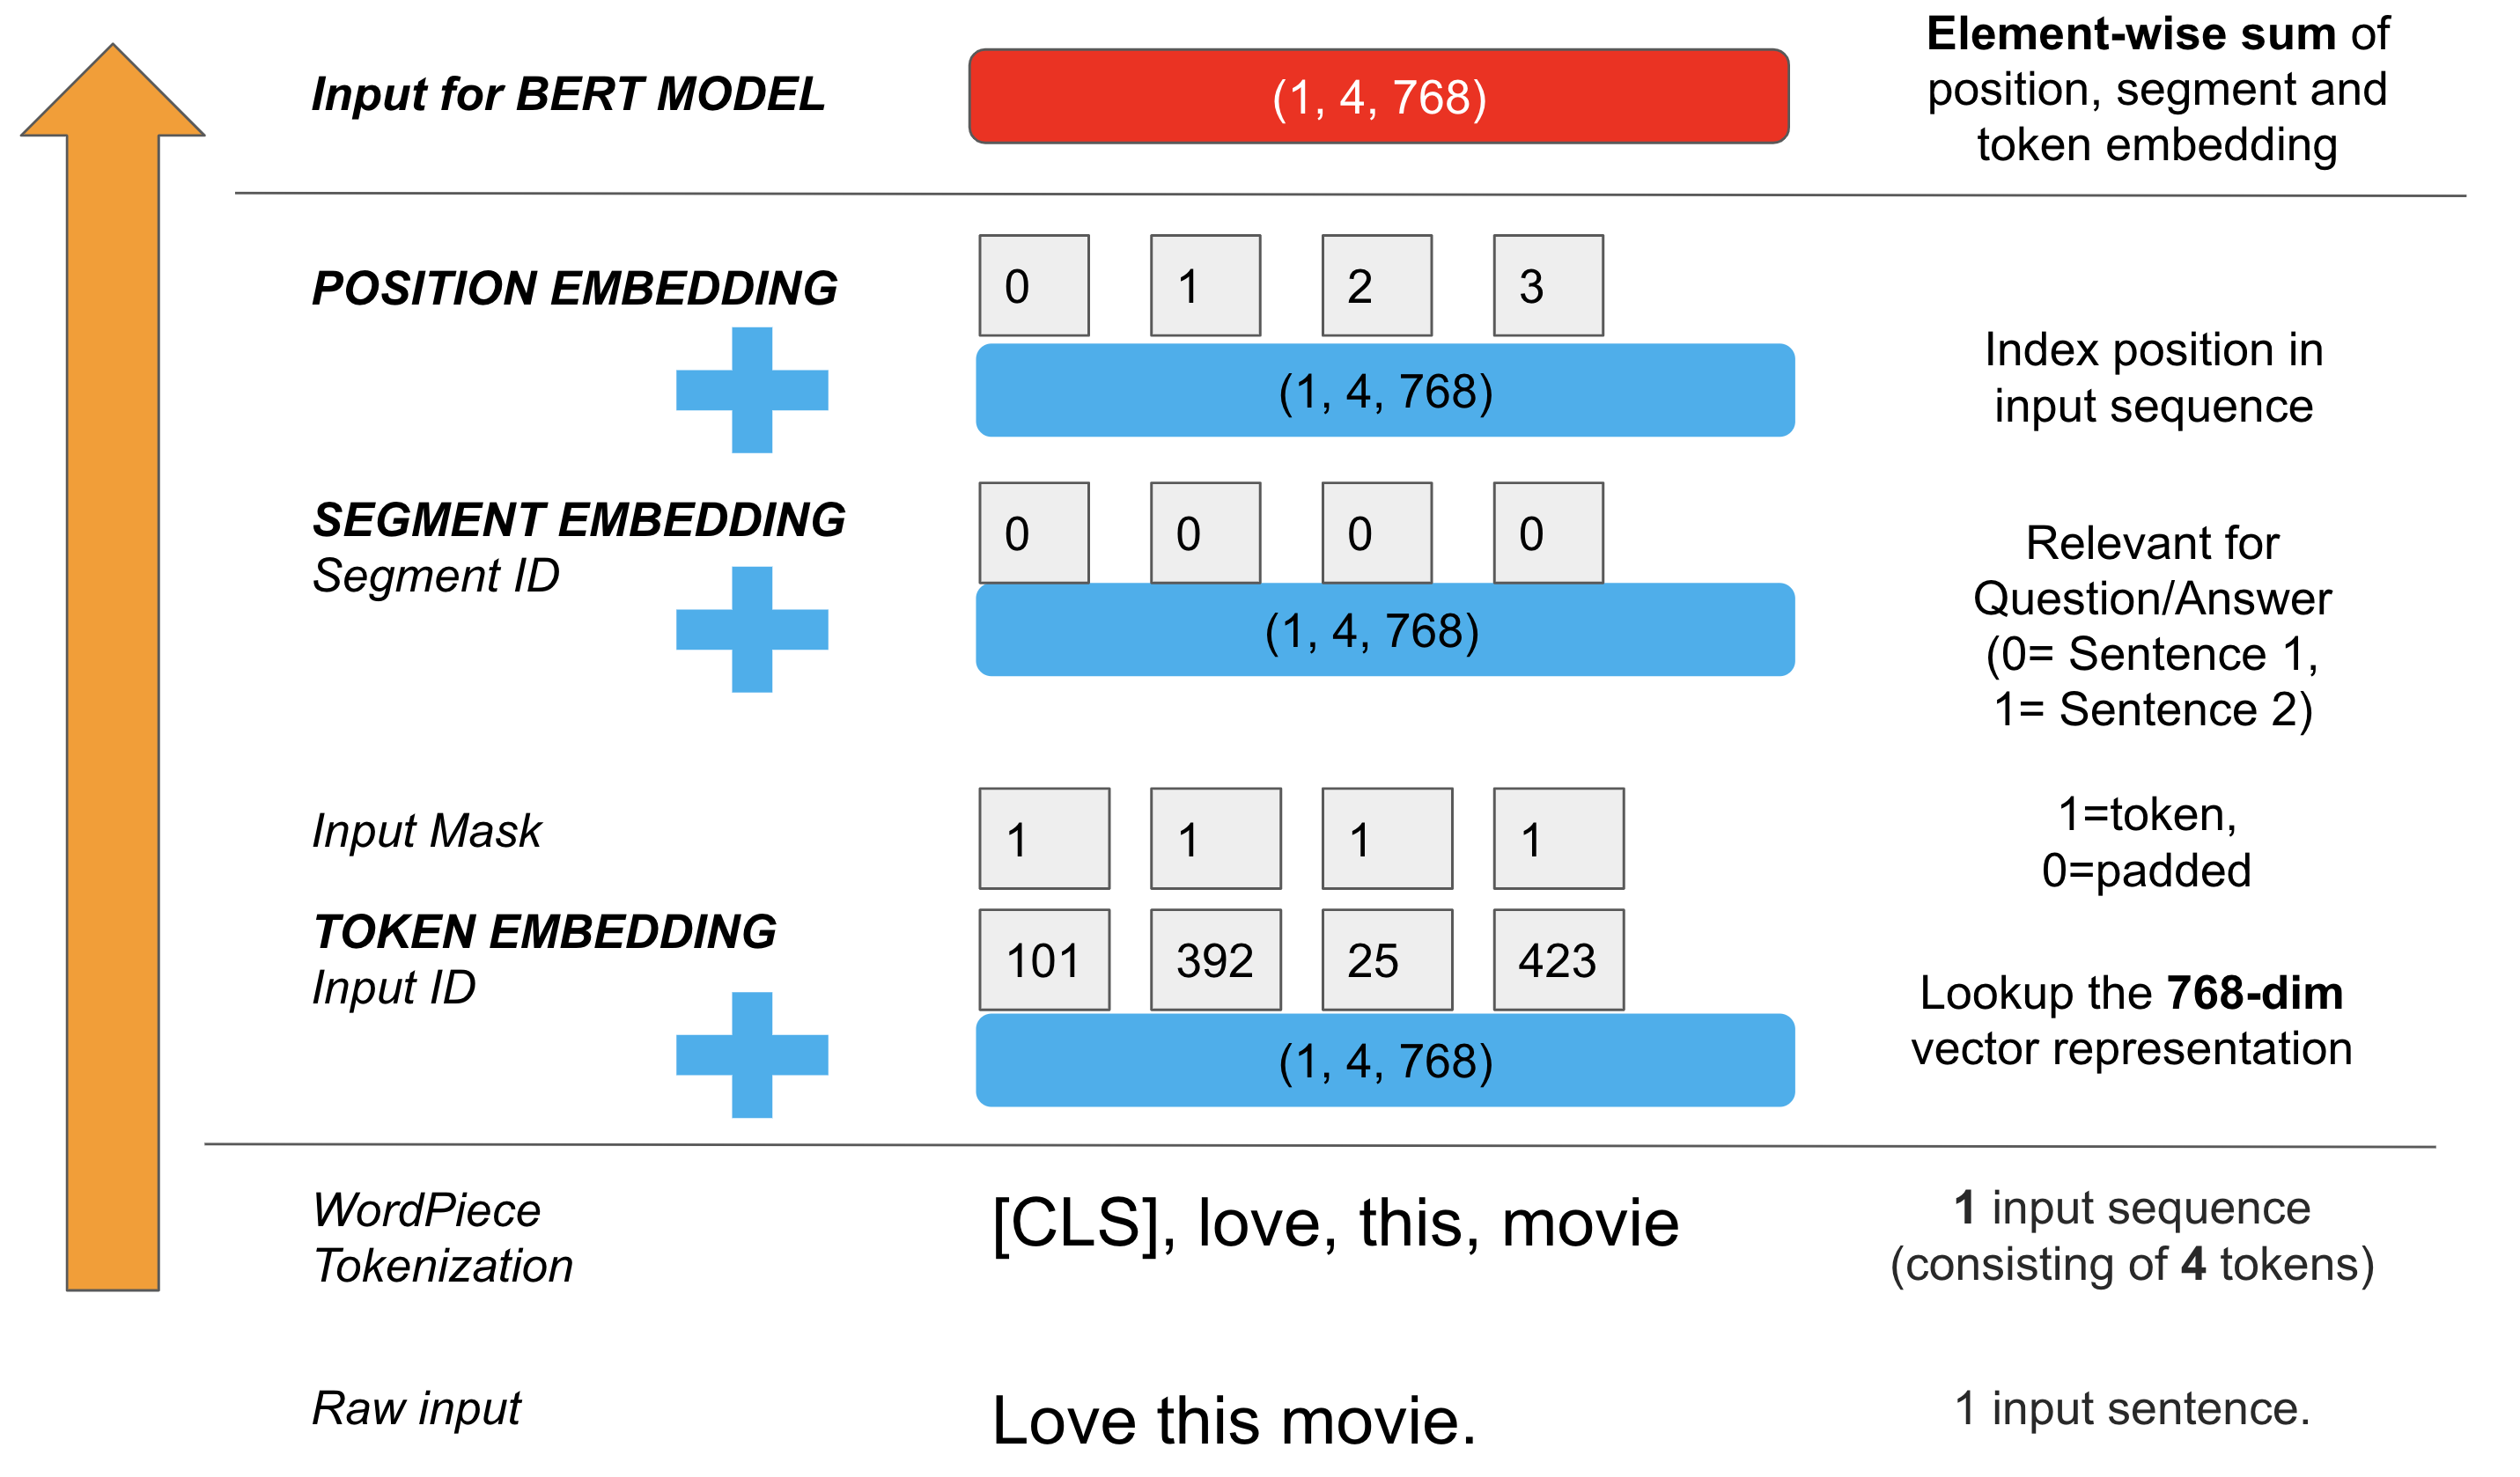 Input for BERT MODEL
(1, 4, 768)
Element-wise sum of
position, segment and
token embedding
POSITION EMBEDDING
0 1 2 3
(1, 4, 768)
Index position in
input sequence
SEGMENT EMBEDDING
Segment ID
0 0 0 0
(1, 4, 768)
Relevant for
Question/Answer
(0= Sentence 1,
1= Sentence 2)
Input Mask
1 1 1 1
1=token,
0=padded
TOKEN EMBEDDING
Input ID
101 392 25 423
(1, 4, 768)
Lookup the 768-dim
vector representation
WordPiece
Tokenization
[CLS], love, this, movie
1 input sequence
(consisting of 4 tokens)
Raw input
Love this movie.
1 input sentence.